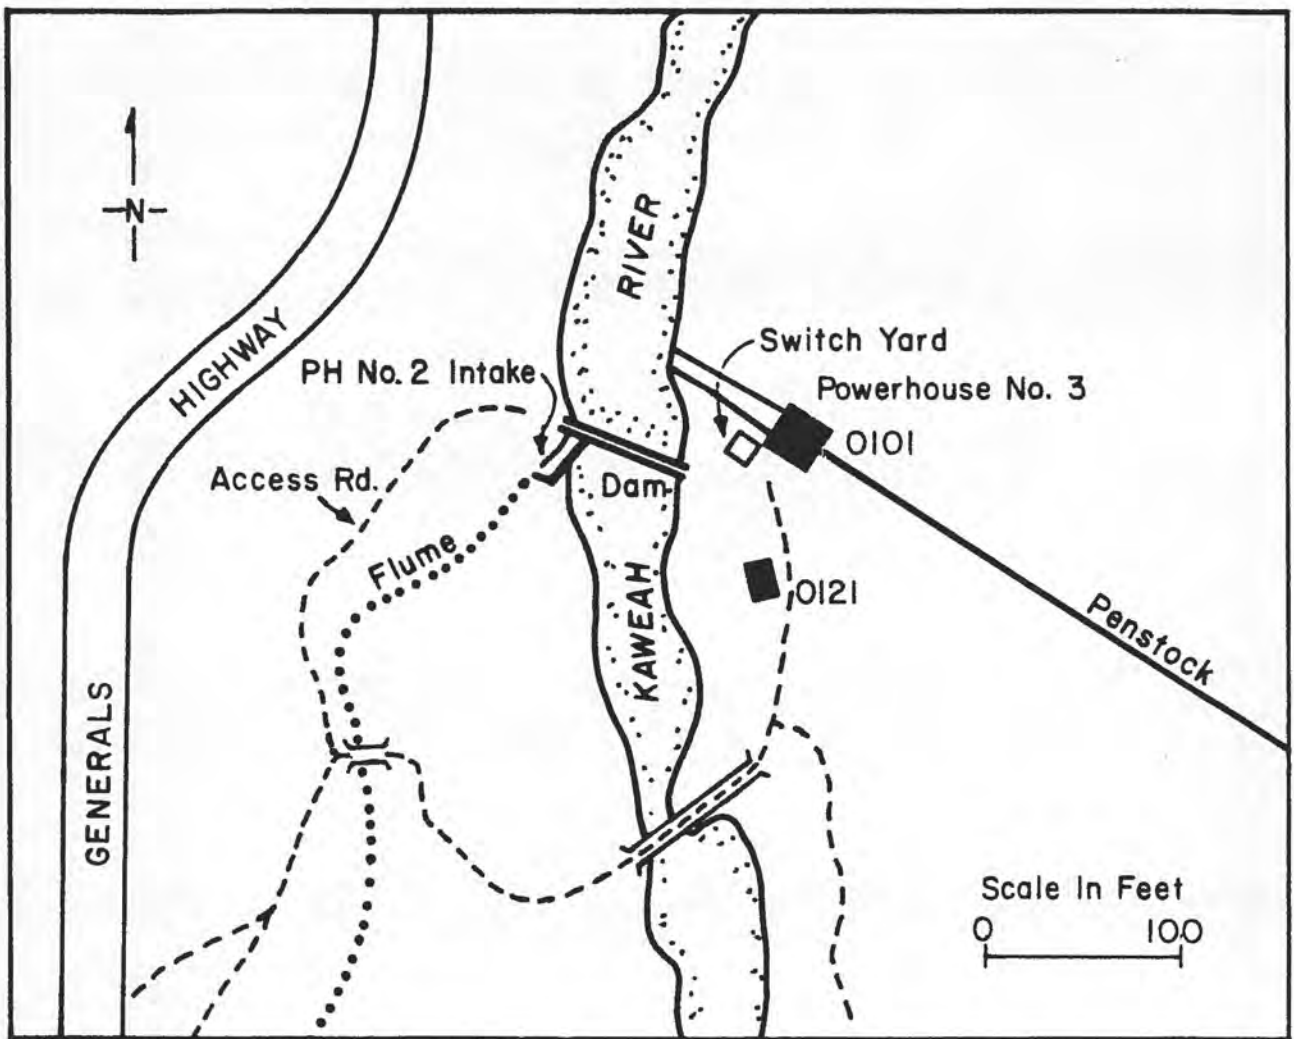 N
RIVER
HIGHWAY
Switch Yard
PH No. 2 Intake
Powerhouse No. 3
0101
Access Rd.
Dam
Flume
KAWEAH
0121
Penstock
GENERALS
Scale In Feet
0 100